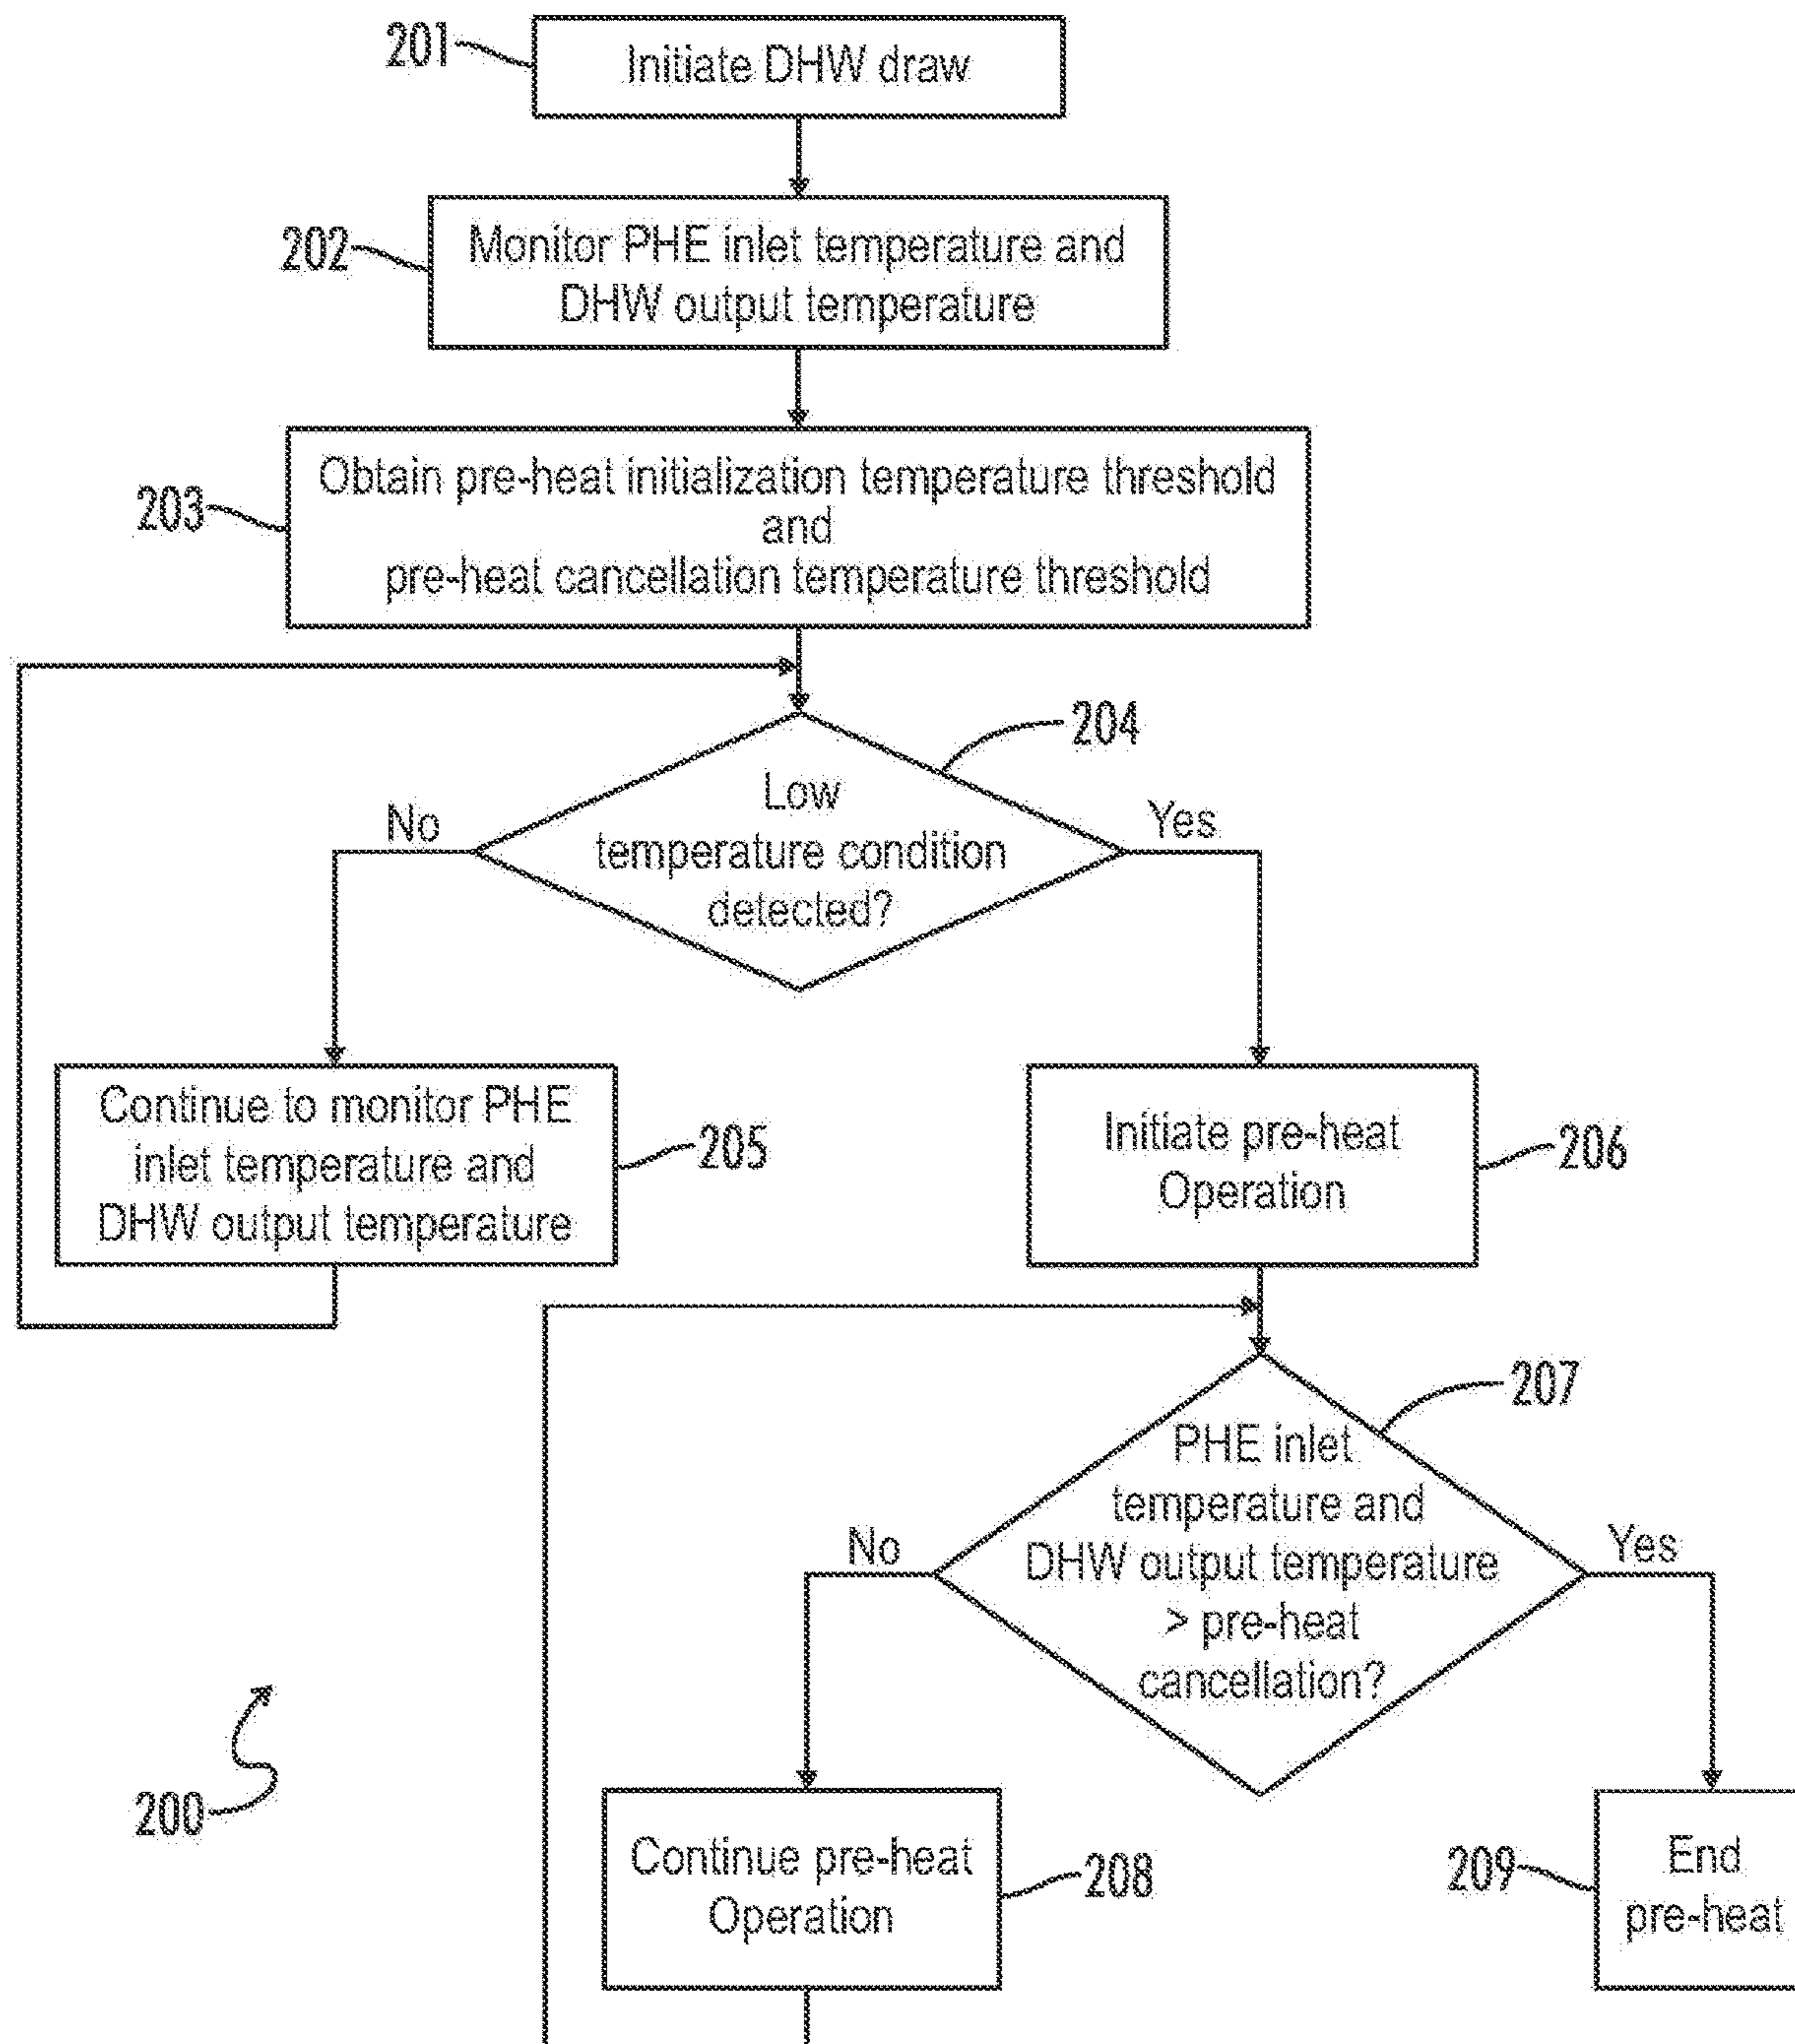 201
Initiate DHW draw
202
Monitor PHE inlet temperature and
DHW output temperature
203
Obtain pre-heat initialization temperature threshold
and
pre-heat cancellation temperature threshold
204
Low
temperature condition
detected?
No
Yes
Continue to monitor PHE
inlet temperature and
DHW output temperature
205
Initiate pre-heat
Operation
206
207
PHE inlet
temperature and
DHW output temperature
> pre-heat
cancellation?
No
Yes
200
Continue pre-heat
Operation
208
209
End
pre-heat